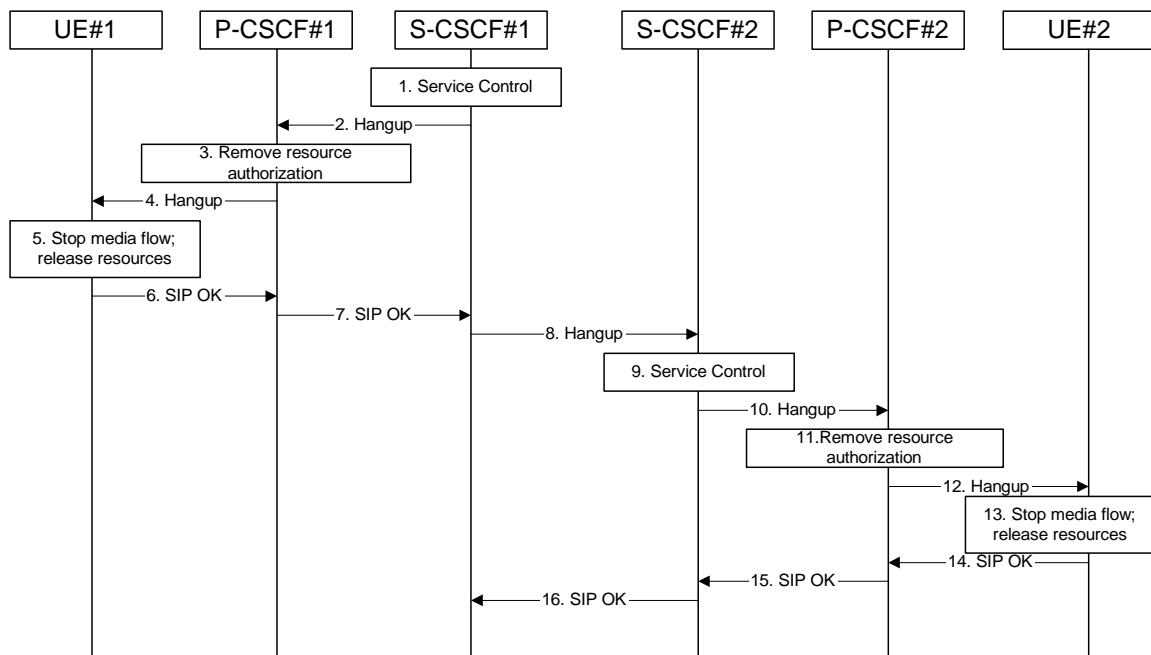 UE#1
P-CSCF#1
S-CSCF#1
S-CSCF#2
P-CSCF#2
UE#2
1. Service Control
2. Hangup
3. Remove resource
authorization
4. Hangup
5. Stop media flow;
release resources
6. SIP OK
7. SIP OK
8. Hangup
9. Service Control
10. Hangup
11.Remove resource
authorization
12. Hangup
13. Stop media flow;
release resources
14. SIP OK
15. SIP OK
16. SIP OK